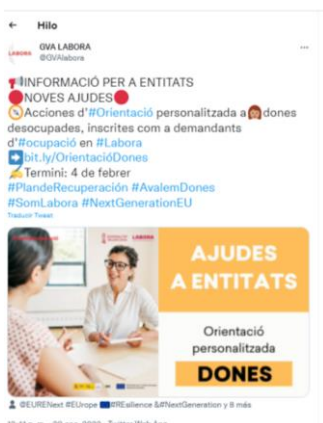 Hilo
GVA LABORA
@GVAlabora
INFORMACIÓ PER A ENTITATS
NOVES AJUDES
Acciones d'#Orientació personalitzada a dones
desocupades, inscrites com a demandants
d'#ocupació en #Labora
bit.ly/OrientacióDones
Termini: 4 de febrer
#PlandeRecuperación #AvalemDones
#SomLabora #NextGenerationEU
Traducir Tweet
LABORA
AJUDES
A ENTITATS
Orientació
personalitzada
DONES
@EURENext #EUrope #REsilience &#NextGeneration y 8 más